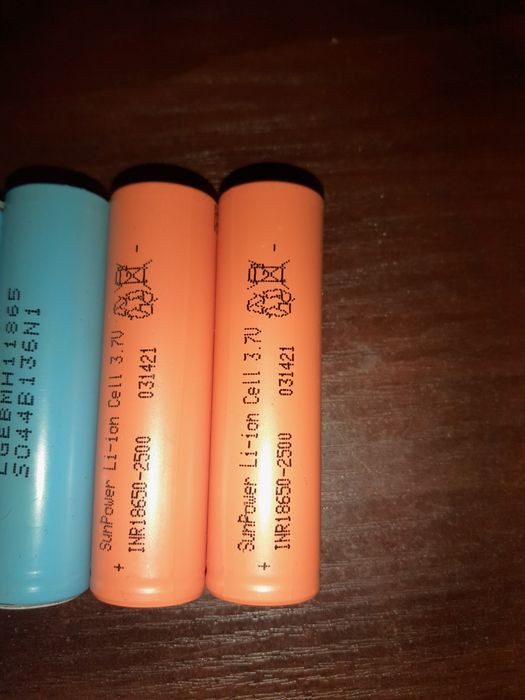 LGEBMH11865
S044B136N1
SunPower Li-ion Cell 3.7V
+ INR18650-2500 031421 -
SunPower Li-ion Cell 3.7V
+ INR18650-2500 031421 -